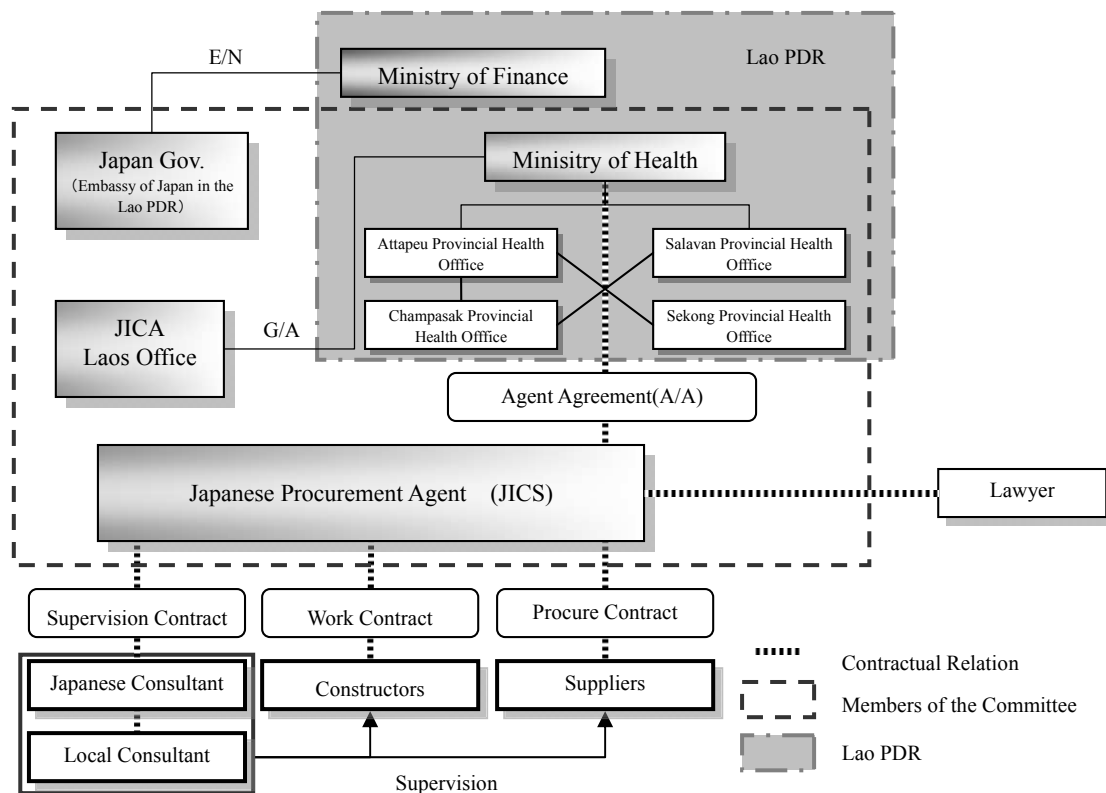 E/N
Lao PDR
Ministry of Finance
Japan Gov.
（Embassy of Japan in the
Lao PDR）
Minisitry of Health
Attapeu Provincial Health
Offfice
Salavan Provincial Health
Offfice
Champasak Provincial
Health Offfice
Sekong Provincial Health
Offfice
JICA
Laos Office
G/A
Agent Agreement(A/A)
Japanese Procurement Agent (JICS)
Lawyer
Supervision Contract
Work Contract
Procure Contract
Japanese Consultant
Constructors
Suppliers
Local Consultant
Supervision
Contractual Relation
Members of the Committee
Lao PDR